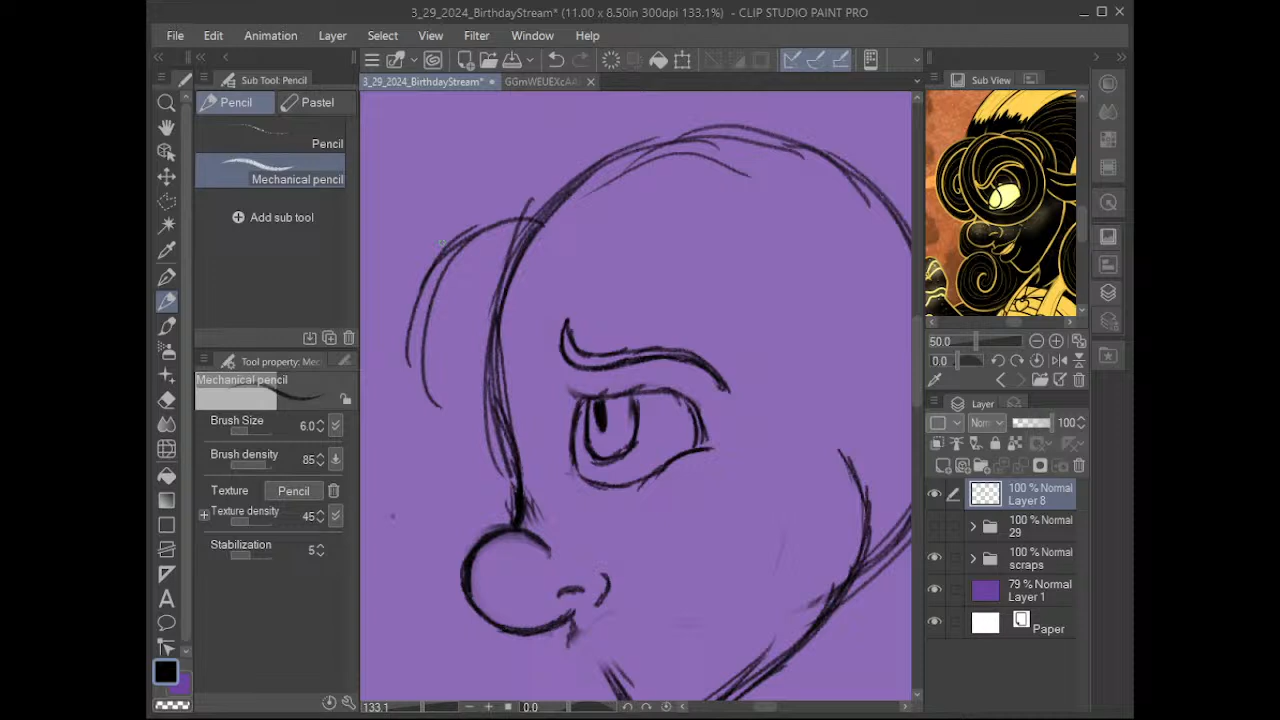 3_29_2024_BirthdayStream* (11.00 x 8.50in 300dpi 133.1%) - CLIP STUDIO PAINT PRO
File Edit Animation Layer Select View Filter Window Help
Sub Tool: Pencil
3_29_2024_BirthdayStream*
GGmWEUEXcAA
Sub View
Pencil
Pastel
Pencil
Mechanical pencil
Add sub tool
Tool property: Mec
Mechanical pencil
Brush Size 6.0
Brush density 85
Texture Pencil
Texture density 45
Stabilization 5
50.0
0.0
Layer
Norm 100
100 % Normal
Layer 8
100 % Normal
29
100 % Normal
scraps
79 % Normal
Layer 1
Paper
133.1 0.0